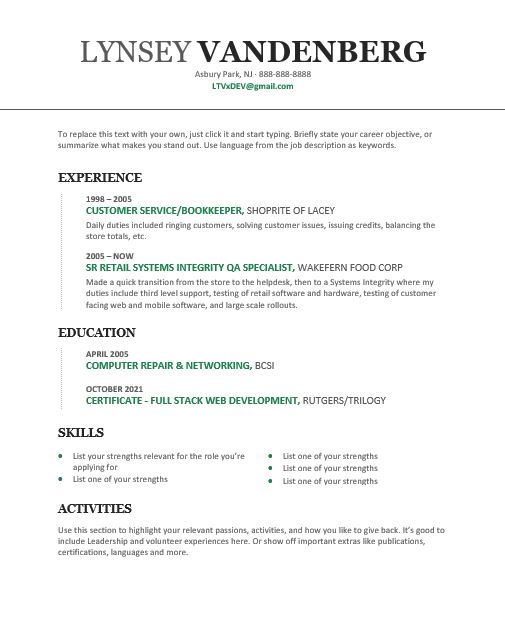 LYNSEY VANDENBERG
Asbury Park, NJ · 888-888-8888
LTVxDEV@gmail.com
To replace this text with your own, just click it and start typing. Briefly state your career objective, or
summarize what makes you stand out. Use language from the job description as keywords.
EXPERIENCE
1998 – 2005
CUSTOMER SERVICE/BOOKKEEPER, SHOPRITE OF LACEY
Daily duties included ringing customers, solving customer issues, issuing credits, balancing the
store totals, etc.
2005 – NOW
SR RETAIL SYSTEMS INTEGRITY QA SPECIALIST, WAKEFERN FOOD CORP
Made a quick transition from the store to the helpdesk, then to a Systems Integrity where my
duties include third level support, testing of retail software and hardware, testing of customer
facing web and mobile software, and large scale rollouts.
EDUCATION
APRIL 2005
COMPUTER REPAIR & NETWORKING, BCSI
OCTOBER 2021
CERTIFICATE - FULL STACK WEB DEVELOPMENT, RUTGERS/TRILOGY
SKILLS
• List your strengths relevant for the role you're
applying for
• List one of your strengths
• List one of your strengths
• List one of your strengths
• List one of your strengths
ACTIVITIES
Use this section to highlight your relevant passions, activities, and how you like to give back. It's good to
include Leadership and volunteer experiences here. Or show off important extras like publications,
certifications, languages and more.